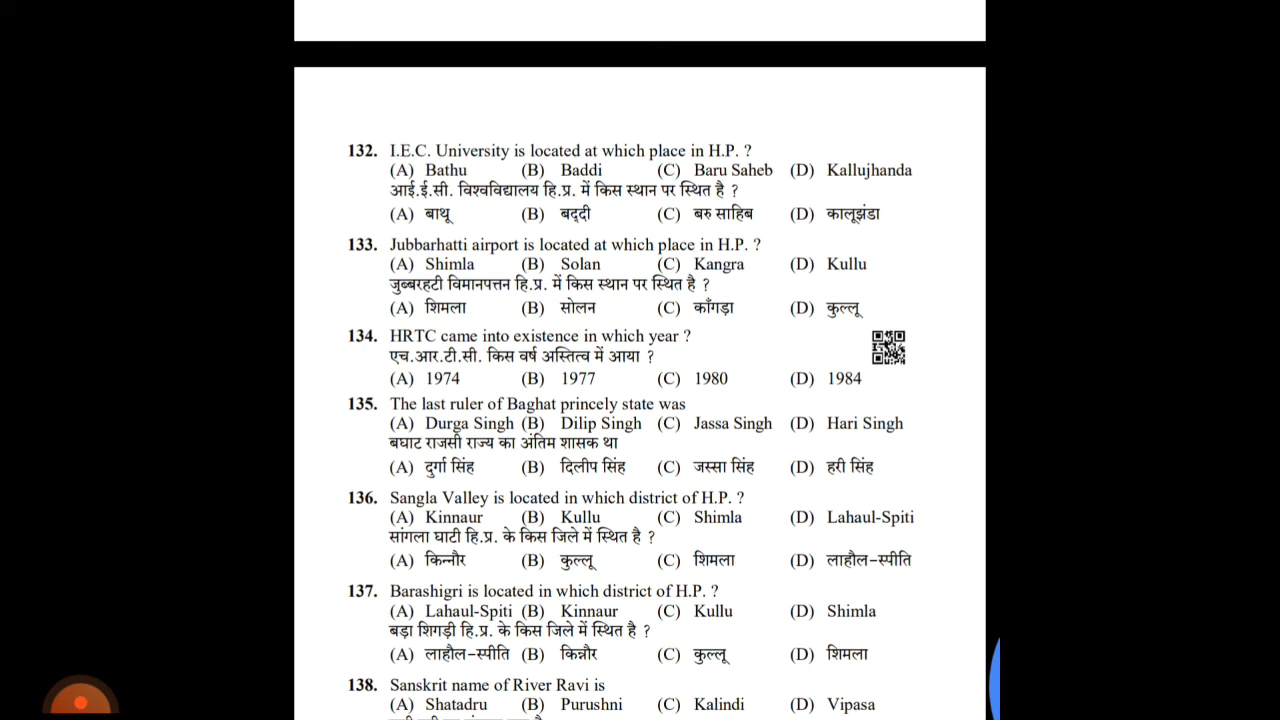 132. I.E.C. University is located at which place in H.P. ?
(A) Bathu (B) Baddi (C) Baru Saheb (D) Kallujhanda
आई.ई.सी. विश्वविद्यालय हि.प्र. में किस स्थान पर स्थित है ?
(A) बाथू (B) बद्दी (C) बरु साहिब (D) कालूझंडा
133. Jubbarhatti airport is located at which place in H.P. ?
(A) Shimla (B) Solan (C) Kangra (D) Kullu
जुब्बरहटी विमानपत्तन हि.प्र. में किस स्थान पर स्थित है ?
(A) शिमला (B) सोलन (C) काँगड़ा (D) कुल्लू
134. HRTC came into existence in which year ?
एच.आर.टी.सी. किस वर्ष अस्तित्व में आया ?
(A) 1974 (B) 1977 (C) 1980 (D) 1984
135. The last ruler of Baghat princely state was
(A) Durga Singh (B) Dilip Singh (C) Jassa Singh (D) Hari Singh
बघाट राजसी राज्य का अंतिम शासक था
(A) दुर्गा सिंह (B) दिलीप सिंह (C) जस्सा सिंह (D) हरी सिंह
136. Sangla Valley is located in which district of H.P. ?
(A) Kinnaur (B) Kullu (C) Shimla (D) Lahaul-Spiti
सांगला घाटी हि.प्र. के किस जिले में स्थित है ?
(A) किन्नौर (B) कुल्लू (C) शिमला (D) लाहौल-स्पीति
137. Barashigri is located in which district of H.P. ?
(A) Lahaul-Spiti (B) Kinnaur (C) Kullu (D) Shimla
बड़ा शिगड़ी हि.प्र. के किस जिले में स्थित है ?
(A) लाहौल-स्पीति (B) किन्नौर (C) कुल्लू (D) शिमला
138. Sanskrit name of River Ravi is
(A) Shatadru (B) Purushni (C) Kalindi (D) Vipasa